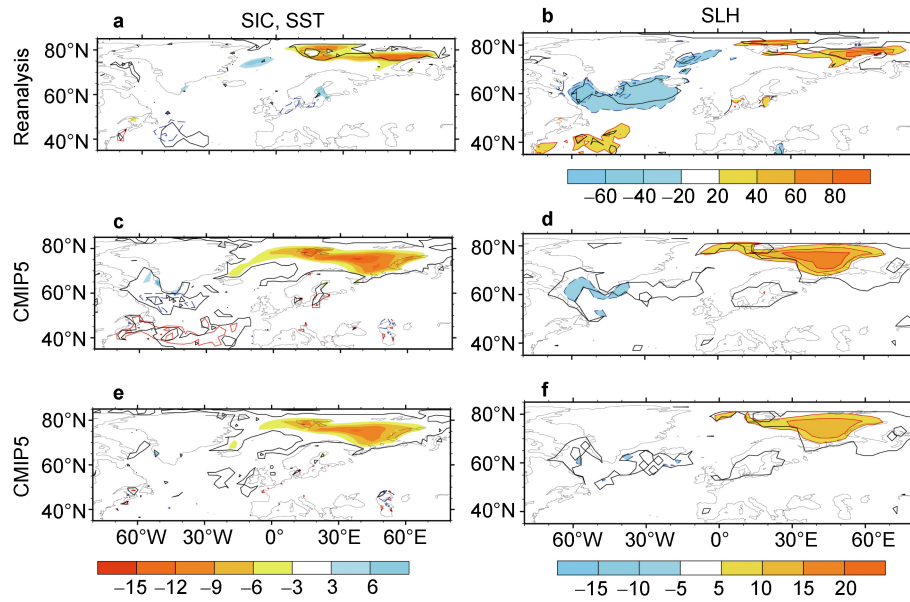 a SIC, SST
b SLH
Reanalysis
80°N
60°N
40°N
80°N
60°N
40°N
−60 −40 −20 20 40 60 80
c
d
CMIP5
80°N
60°N
40°N
80°N
60°N
40°N
e
f
CMIP5
80°N
60°N
40°N
80°N
60°N
40°N
60°W 30°W 0° 30°E 60°E
60°W 30°W 0° 30°E 60°E
−15 −12 −9 −6 −3 3 6
−15 −10 −5 5 10 15 20